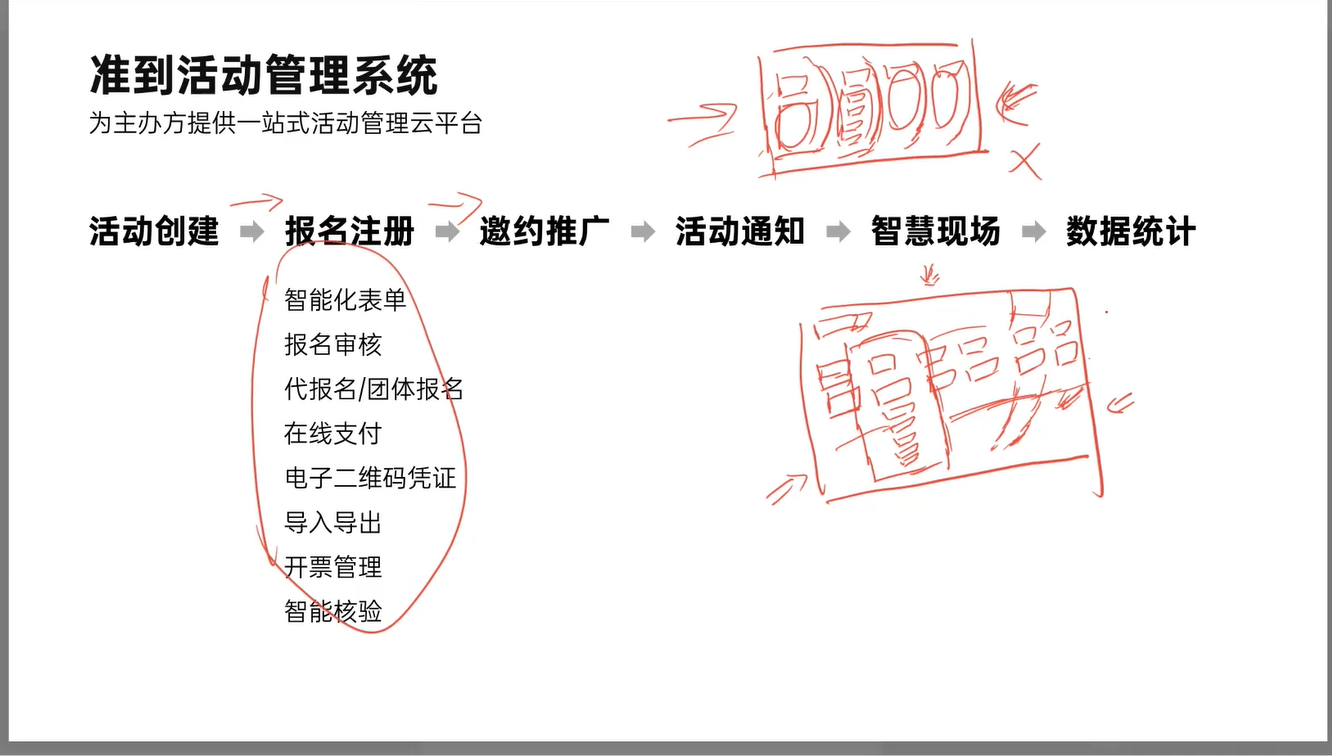 准到活动管理系统
为主办方提供一站式活动管理云平台
活动创建 报名注册 邀约推广 活动通知 智慧现场 数据统计
智能化表单
报名审核
代报名/团体报名
在线支付
电子二维码凭证
导入导出
开票管理
智能核验